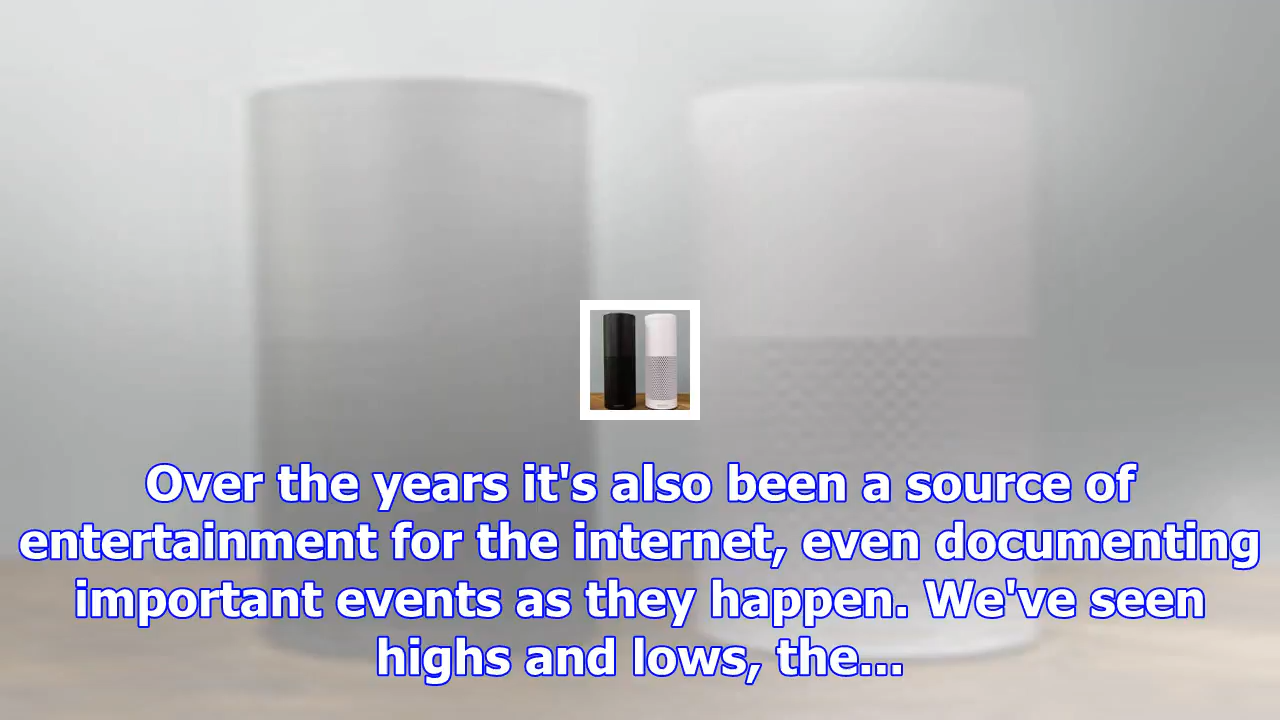 Over the years it's also been a source of
entertainment for the internet, even documenting
important events as they happen. We've seen
highs and lows, the...